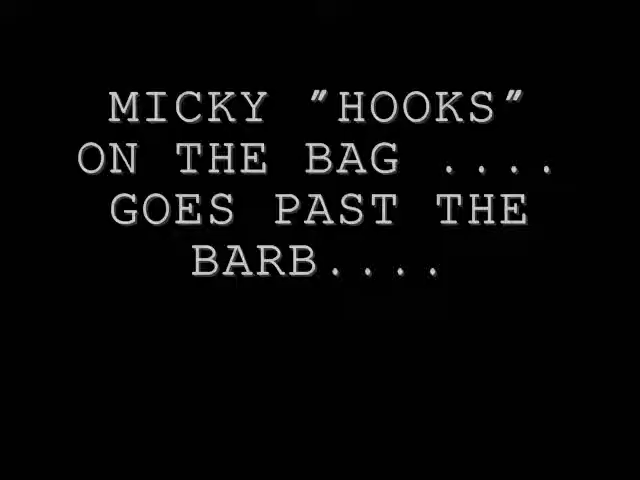 MICKY "HOOKS"
ON THE BAG ....
GOES PAST THE
BARB....